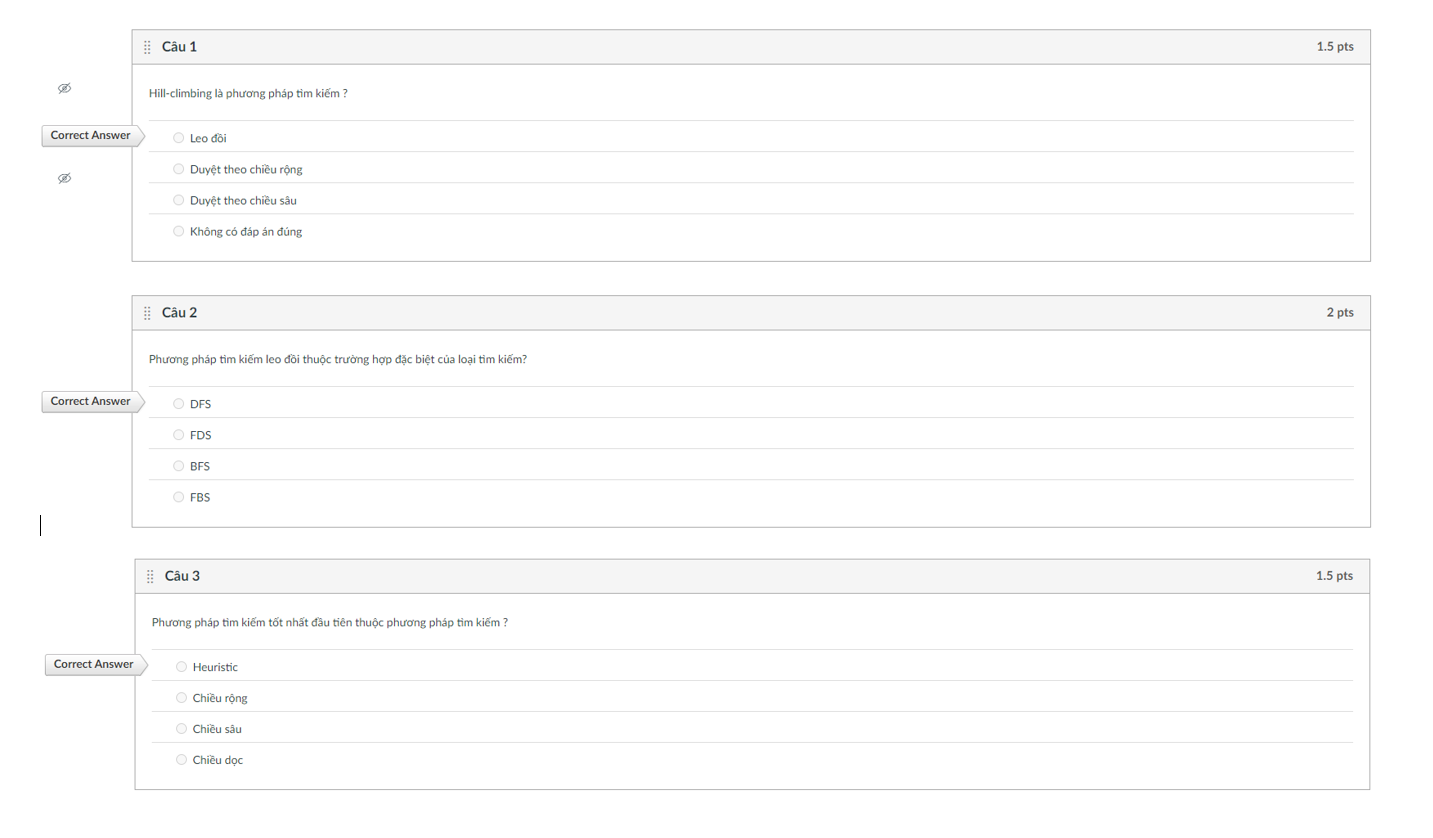 Câu 1 1.5 pts
Hill-climbing là phương pháp tìm kiếm ?
Correct Answer Leo đồi
Duyệt theo chiều rộng
Duyệt theo chiều sâu
Không có đáp án đúng
Câu 2 2 pts
Phương pháp tìm kiếm leo đồi thuộc trường hợp đặc biệt của loại tìm kiếm?
Correct Answer DFS
FDS
BFS
FBS
Câu 3 1.5 pts
Phương pháp tìm kiếm tốt nhất đầu tiên thuộc phương pháp tìm kiếm ?
Correct Answer Heuristic
Chiều rộng
Chiều sâu
Chiều dọc